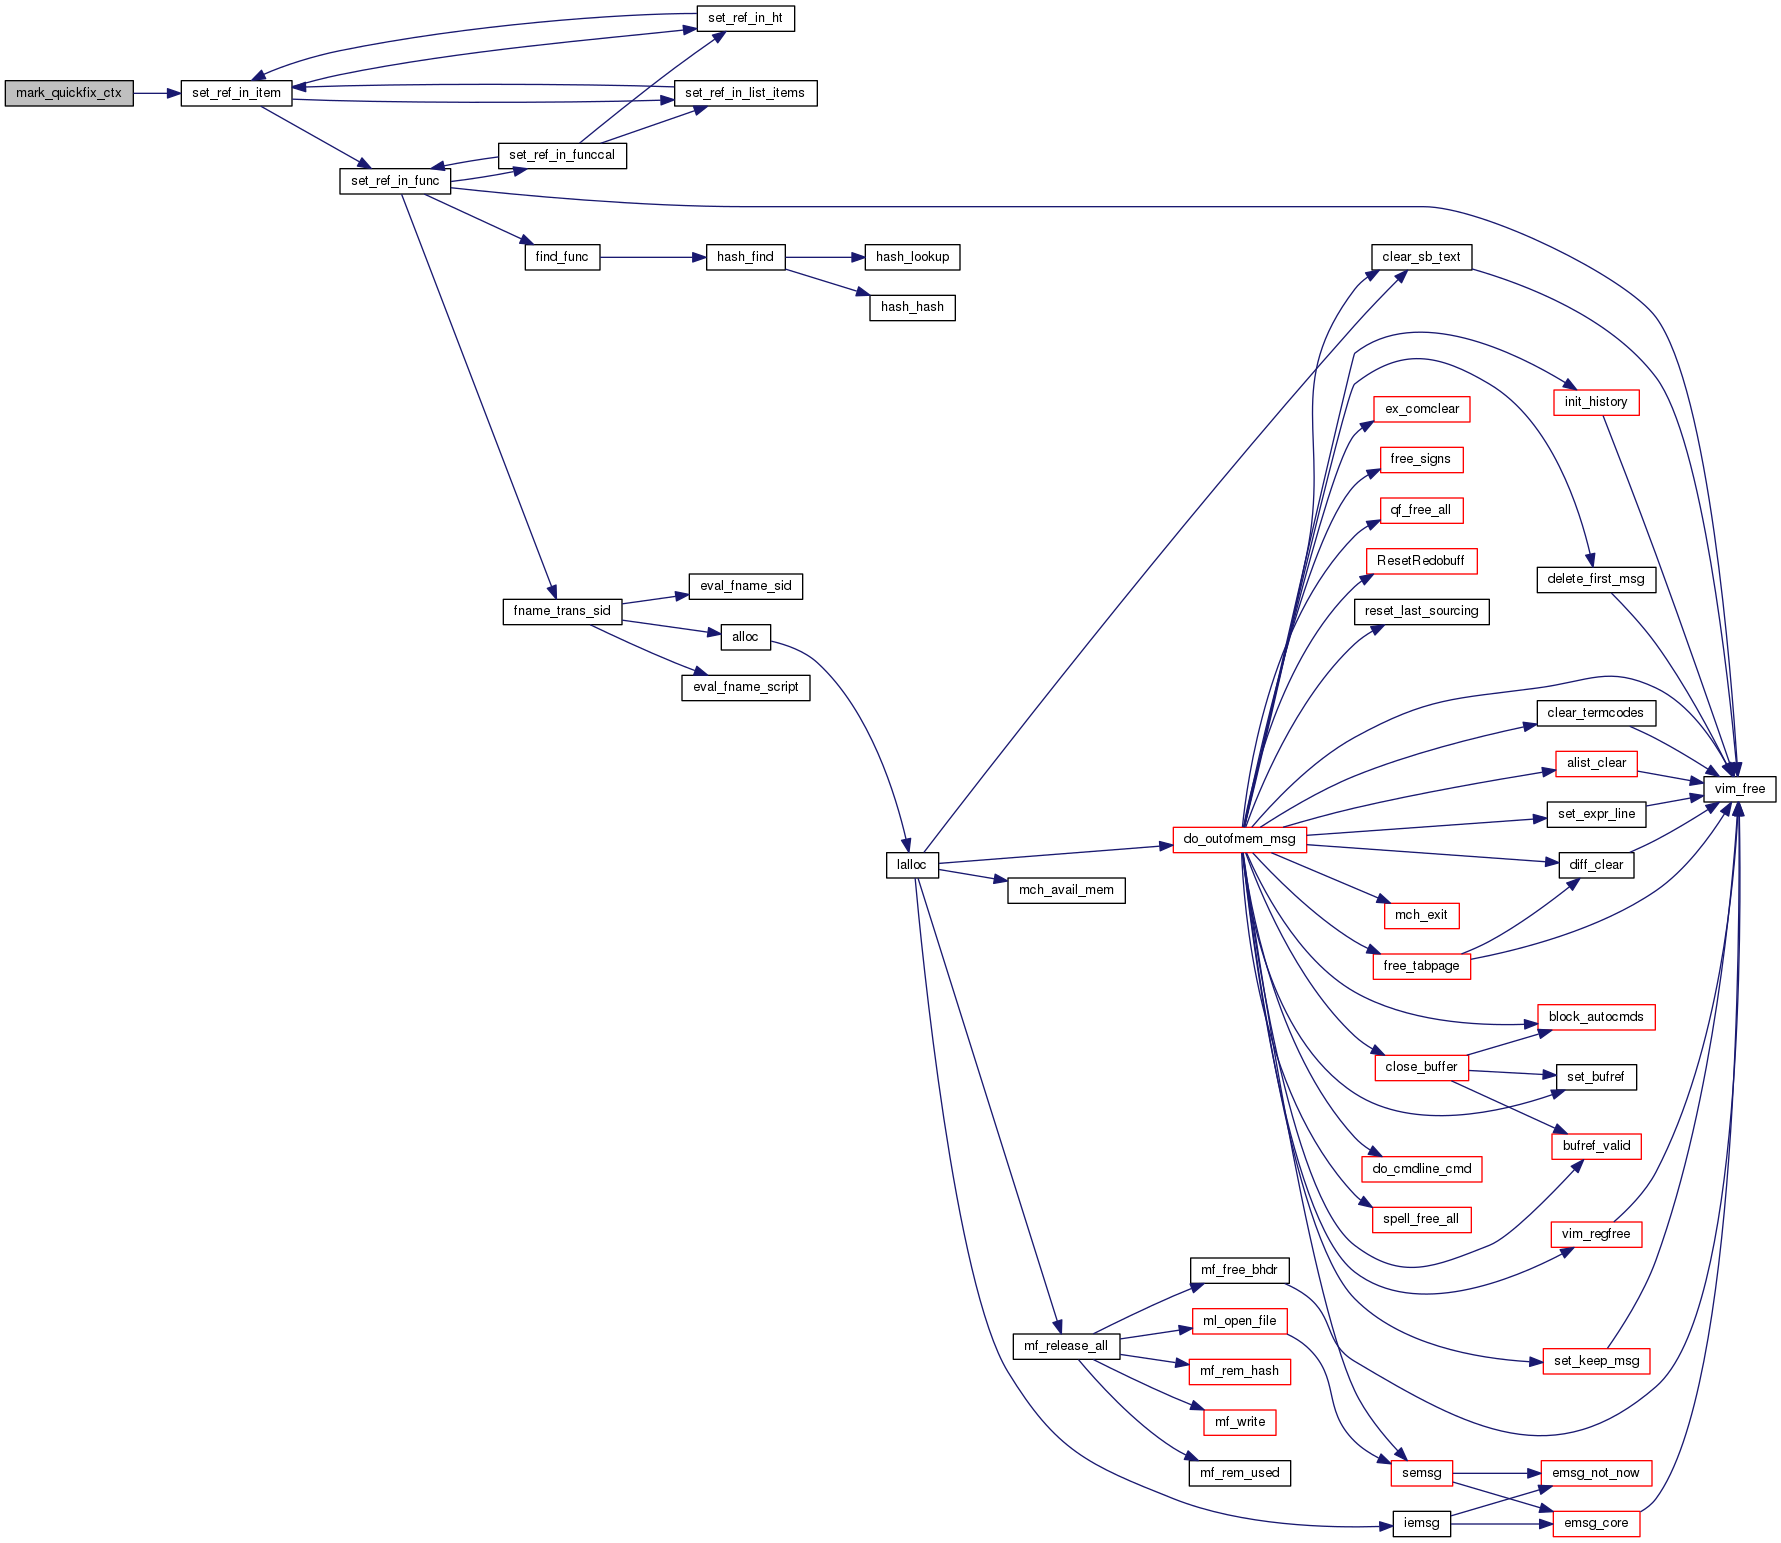 mark_quickfix_ctx
set_ref_in_item
set_ref_in_ht
set_ref_in_list_items
set_ref_in_funccal
set_ref_in_func
find_func
hash_find
hash_lookup
hash_hash
fname_trans_sid
eval_fname_sid
alloc
eval_fname_script
lalloc
clear_sb_text
do_outofmem_msg
mch_avail_mem
mf_release_all
iemsg
init_history
ex_comclear
free_signs
qf_free_all
ResetRedobuff
delete_first_msg
reset_last_sourcing
clear_termcodes
alist_clear
vim_free
set_expr_line
diff_clear
mch_exit
free_tabpage
block_autocmds
close_buffer
set_bufref
bufref_valid
do_cmdline_cmd
spell_free_all
vim_regfree
set_keep_msg
mf_free_bhdr
ml_open_file
mf_rem_hash
mf_write
mf_rem_used
semsg
emsg_not_now
emsg_core